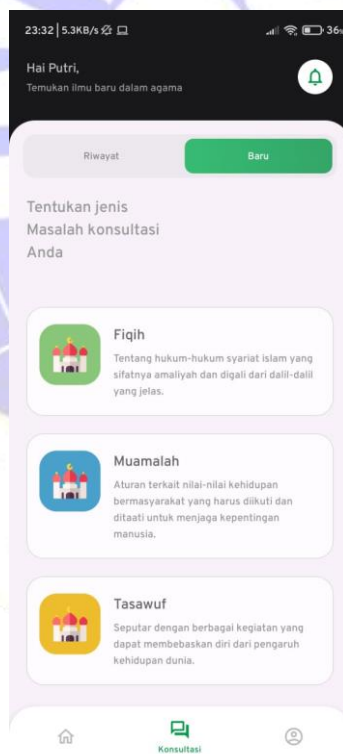 23:32 | 5.3KB/s
36
Hai Putri,
Temukan ilmu baru dalam agama
Riwayat
Baru
Tentukan jenis
Masalah konsultasi
Anda
Fiqih
Tentang hukum-hukum syariat islam yang
sifatnya amaliyah dan digali dari dalil-dalil
yang jelas.
Muamalah
Aturan terkait nilai-nilai kehidupan
bermasyarakat yang harus diikuti dan
ditaati untuk menjaga kepentingan
manusia.
Tasawuf
Seputar dengan berbagai kegiatan yang
dapat membebaskan diri dari pengaruh
kehidupan dunia.
Konsultasi